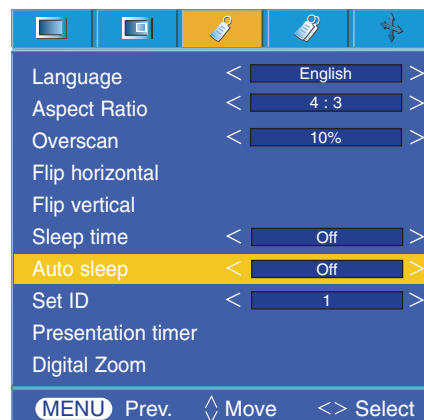 Language < English >
Aspect Ratio < 4 : 3 >
Overscan < 10% >
Flip horizontal
Flip vertical
Sleep time < Off >
Auto sleep < Off >
Set ID < 1 >
Presentation timer
Digital Zoom
MENU Prev. Move <> Select